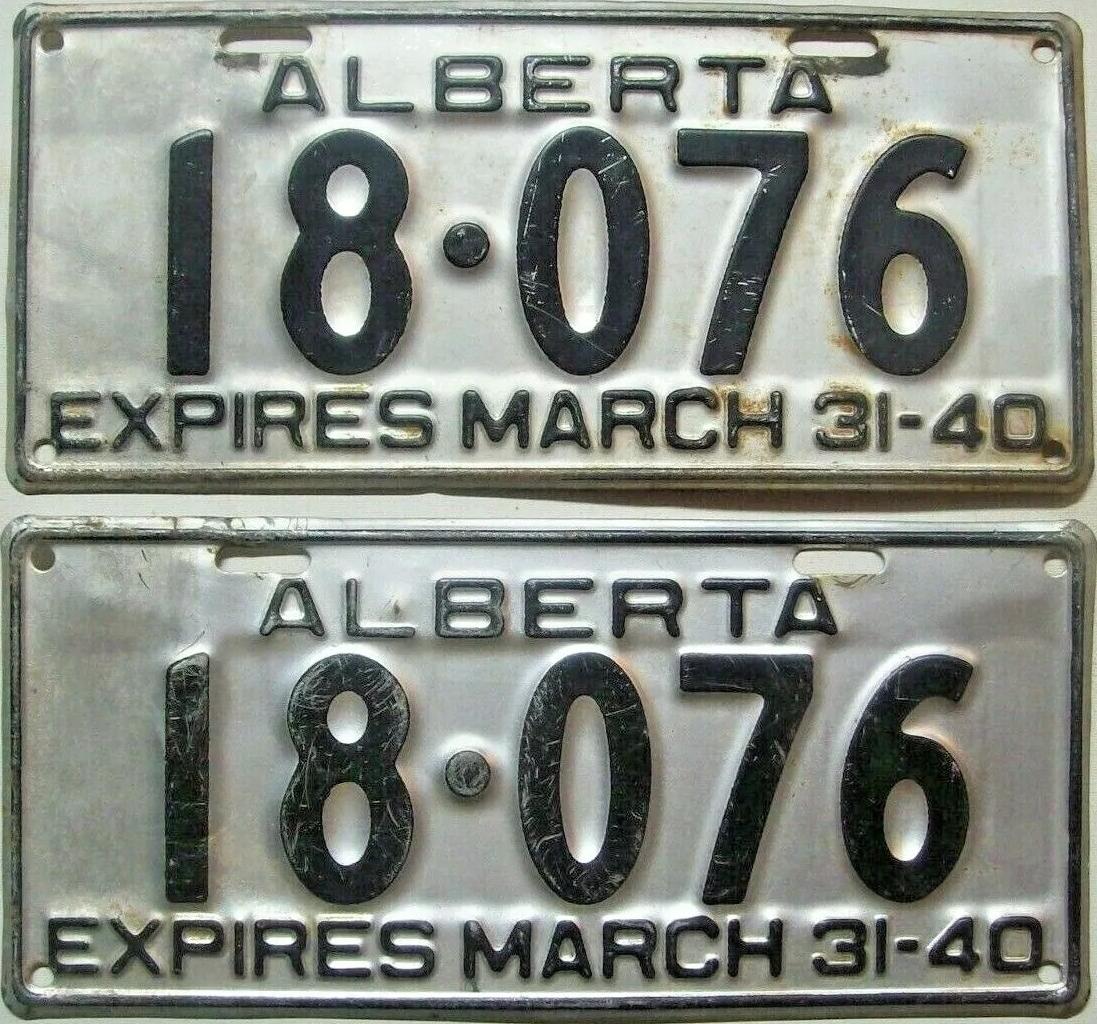 ALBERTA
18·076
EXPIRES MARCH 31-40
ALBERTA
18·076
EXPIRES MARCH 31-40